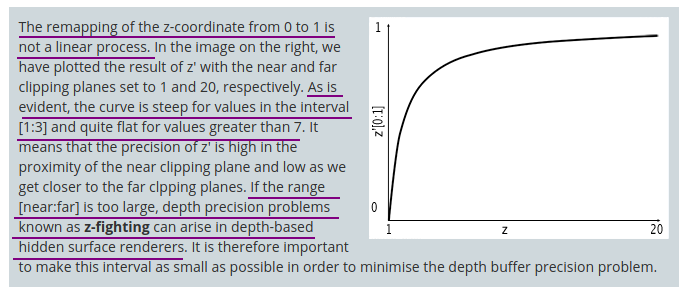 The remapping of the z-coordinate from 0 to 1 is
not a linear process. In the image on the right, we
have plotted the result of z' with the near and far
clipping planes set to 1 and 20, respectively. As is
evident, the curve is steep for values in the interval
[1:3] and quite flat for values greater than 7. It
means that the precision of z' is high in the
proximity of the near clipping plane and low as we
get closer to the far clpping planes. If the range
[near:far] is too large, depth precision problems
known as z-fighting can arise in depth-based
hidden surface renderers. It is therefore important
to make this interval as small as possible in order to minimise the depth buffer precision problem.
1
z'[0:1]
0
1
z
20